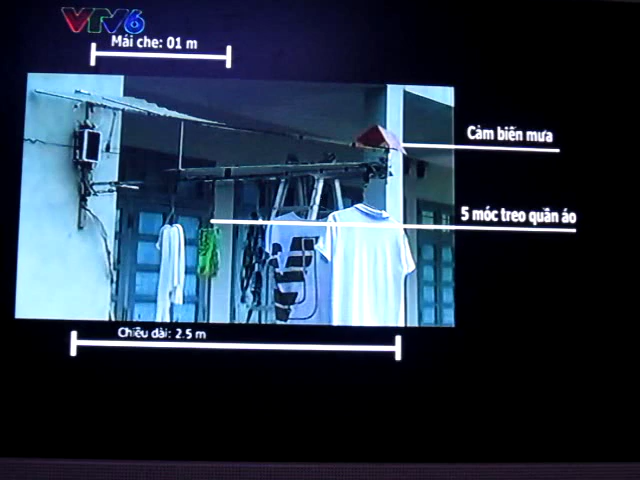 VTV6
Mái che: 01 m
Cảm biến mưa
5 móc treo quần áo
Chiều dài: 2.5 m